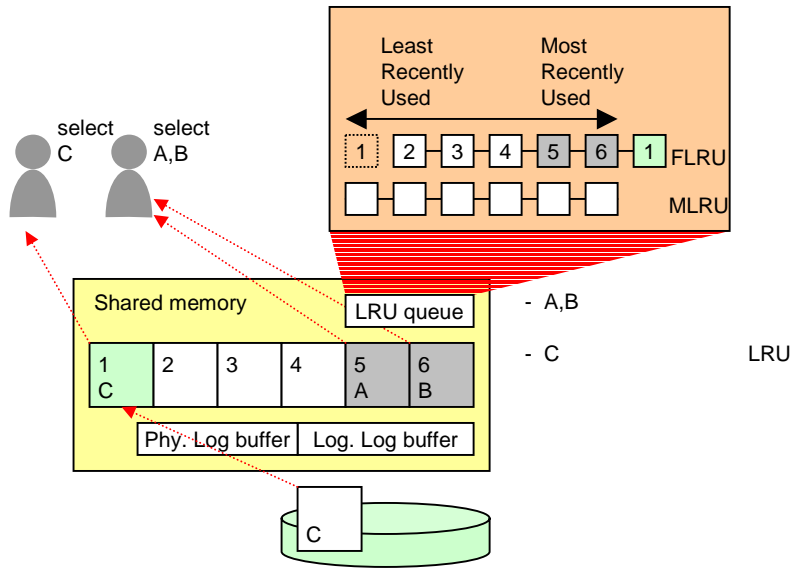 Least
Recently
Used
Most
Recently
Used
1 2 3 4 5 6 1 FLRU
MLRU
select
C
select
A,B
Shared memory
LRU queue
- A,B
- C LRU
1 2 3 4 5 6
C A B
Phy. Log buffer Log. Log buffer
C